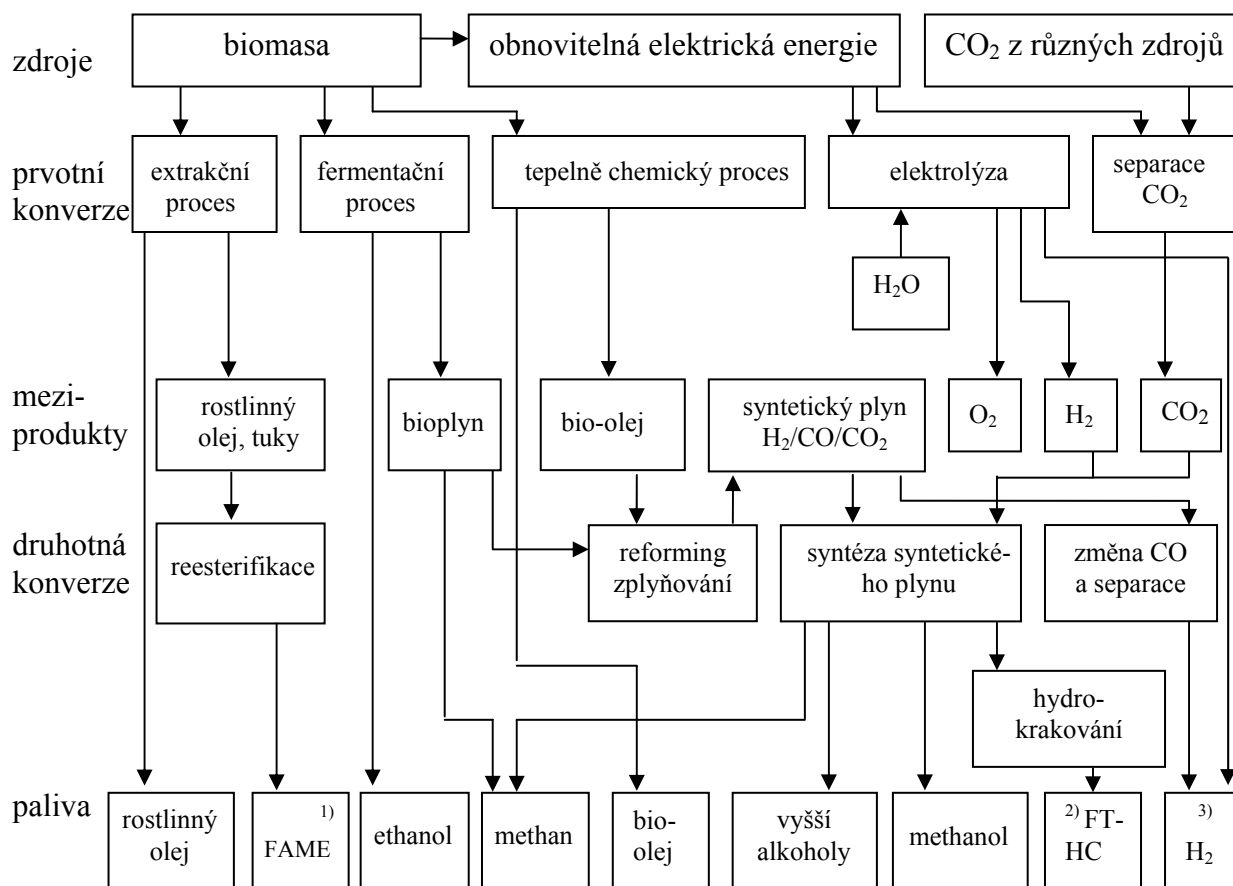 zdroje
biomasa
obnovitelná elektrická energie
CO₂ z různých zdrojů
prvotní
konverze
extrakční
proces
fermentační
proces
tepelně chemický proces
elektrolýza
separace
CO₂
H₂O
mezi-
produkty
rostlinný
olej, tuky
bioplyn
bio-olej
syntetický plyn
H₂/CO/CO₂
O₂
H₂
CO₂
druhotná
konverze
reesterifikace
reforming
zplyňování
syntéza syntetické-
ho plynu
změna CO
a separace
hydro-
krakování
paliva
rostlinný
olej
1)
FAME
ethanol
methan
bio-
olej
vyšší
alkoholy
methanol
2) FT-
HC
3)
H₂